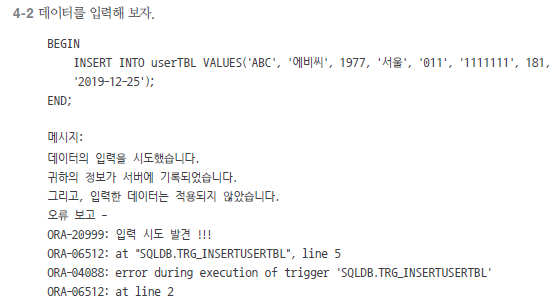 4-2 데이터를 입력해 보자.
BEGIN
INSERT INTO userTBL VALUES('ABC', '에비씨', 1977, '서울', '011', '1111111', 181,
'2019-12-25');
END;
메시지:
데이터의 입력을 시도했습니다.
귀하의 정보가 서버에 기록되었습니다.
그리고, 입력한 데이터는 적용되지 않았습니다.
오류 보고 -
ORA-20999: 입력 시도 발견 !!!
ORA-06512: at "SQLDB.TRG_INSERTUSERTBL", line 5
ORA-04088: error during execution of trigger 'SQLDB.TRG_INSERTUSERTBL'
ORA-06512: at line 2